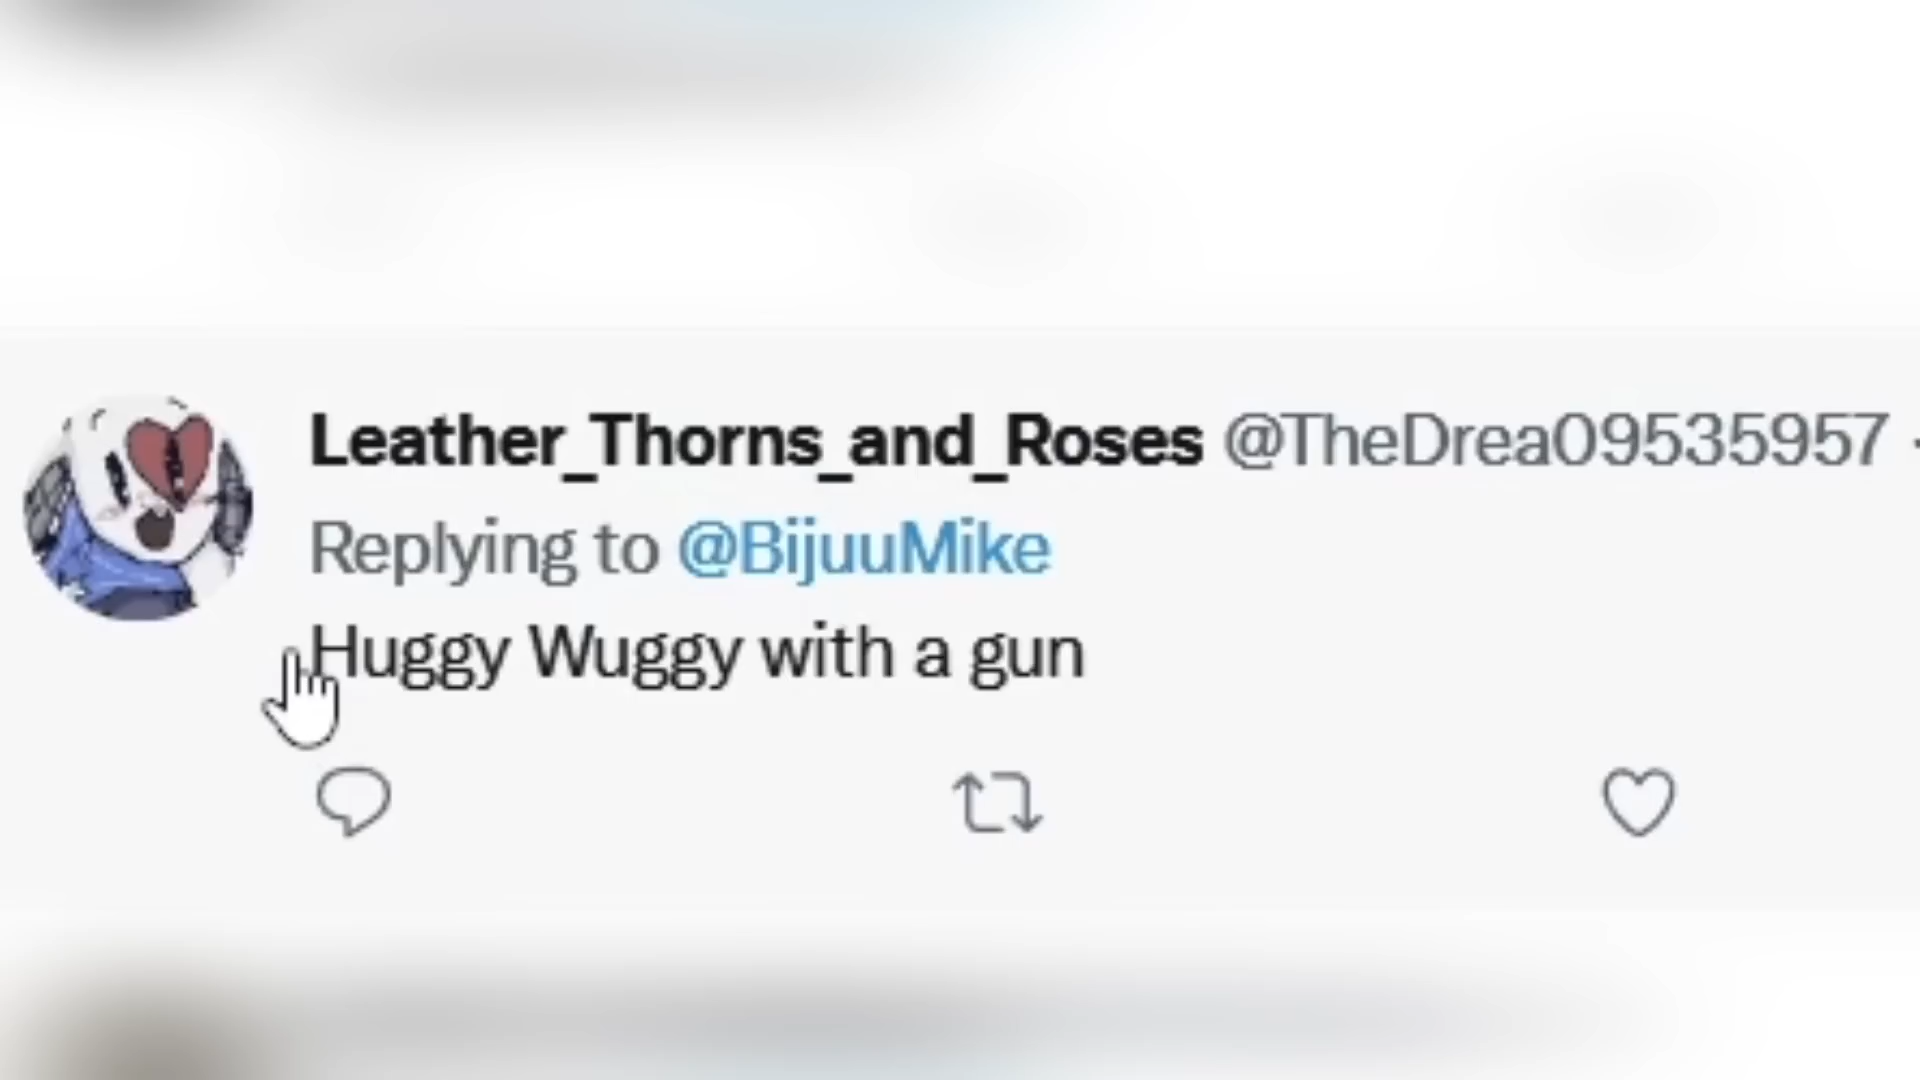 Leather_Thorns_and_Roses @TheDrea09535957 ·
Replying to @BijuuMike
Huggy Wuggy with a gun